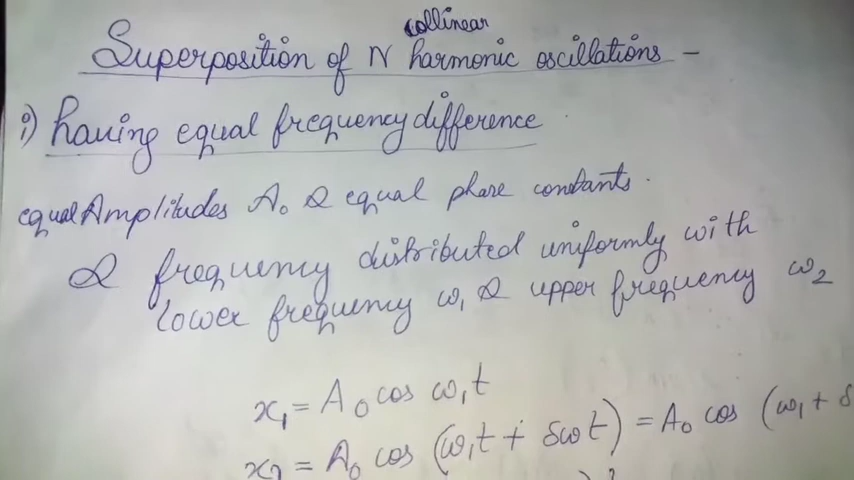 collinear
Superposition of N harmonic oscillations -
i) having equal frequency difference
equal Amplitudes A₀ & equal phase constants.
& frequency distributed uniformly with
lower frequency ω₁ & upper frequency ω₂
x₁ = A₀ cos ω₁t
x₂ = A₀ cos (ω₁t + δωt) = A₀ cos (ω₁ + δ